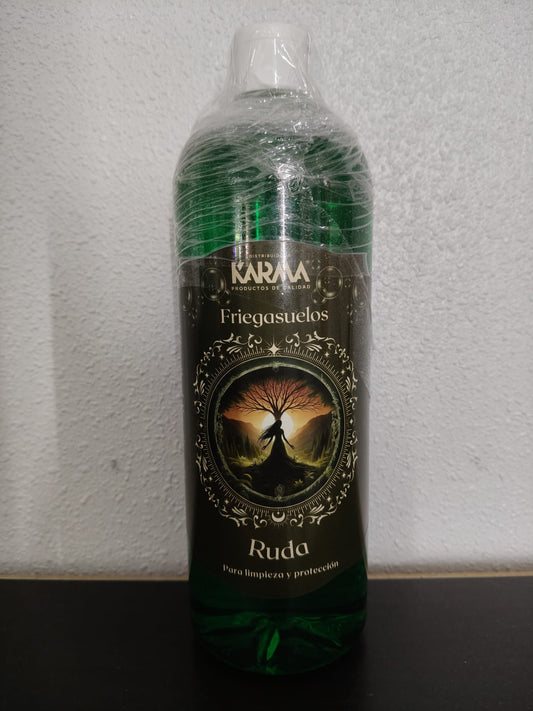 DISTRIBUIDORA
KARMA
PRODUCTOS DE CALIDAD
Friegasuelos
Ruda
Para limpieza y protección